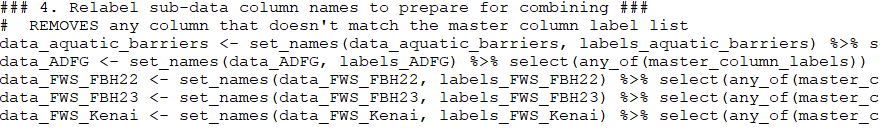 ### 4. Relabel sub-data column names to prepare for combining ###
#  REMOVES any column that doesn't match the master column label list
data_aquatic_barriers <- set_names(data_aquatic_barriers, labels_aquatic_barriers) %>% s
data_ADFG <- set_names(data_ADFG, labels_ADFG) %>% select(any_of(master_column_labels))
data_FWS_FBH22 <- set_names(data_FWS_FBH22, labels_FWS_FBH22) %>% select(any_of(master_c
data_FWS_FBH23 <- set_names(data_FWS_FBH23, labels_FWS_FBH23) %>% select(any_of(master_c
data_FWS_Kenai <- set_names(data_FWS_Kenai, labels_FWS_Kenai) %>% select(any_of(master_c